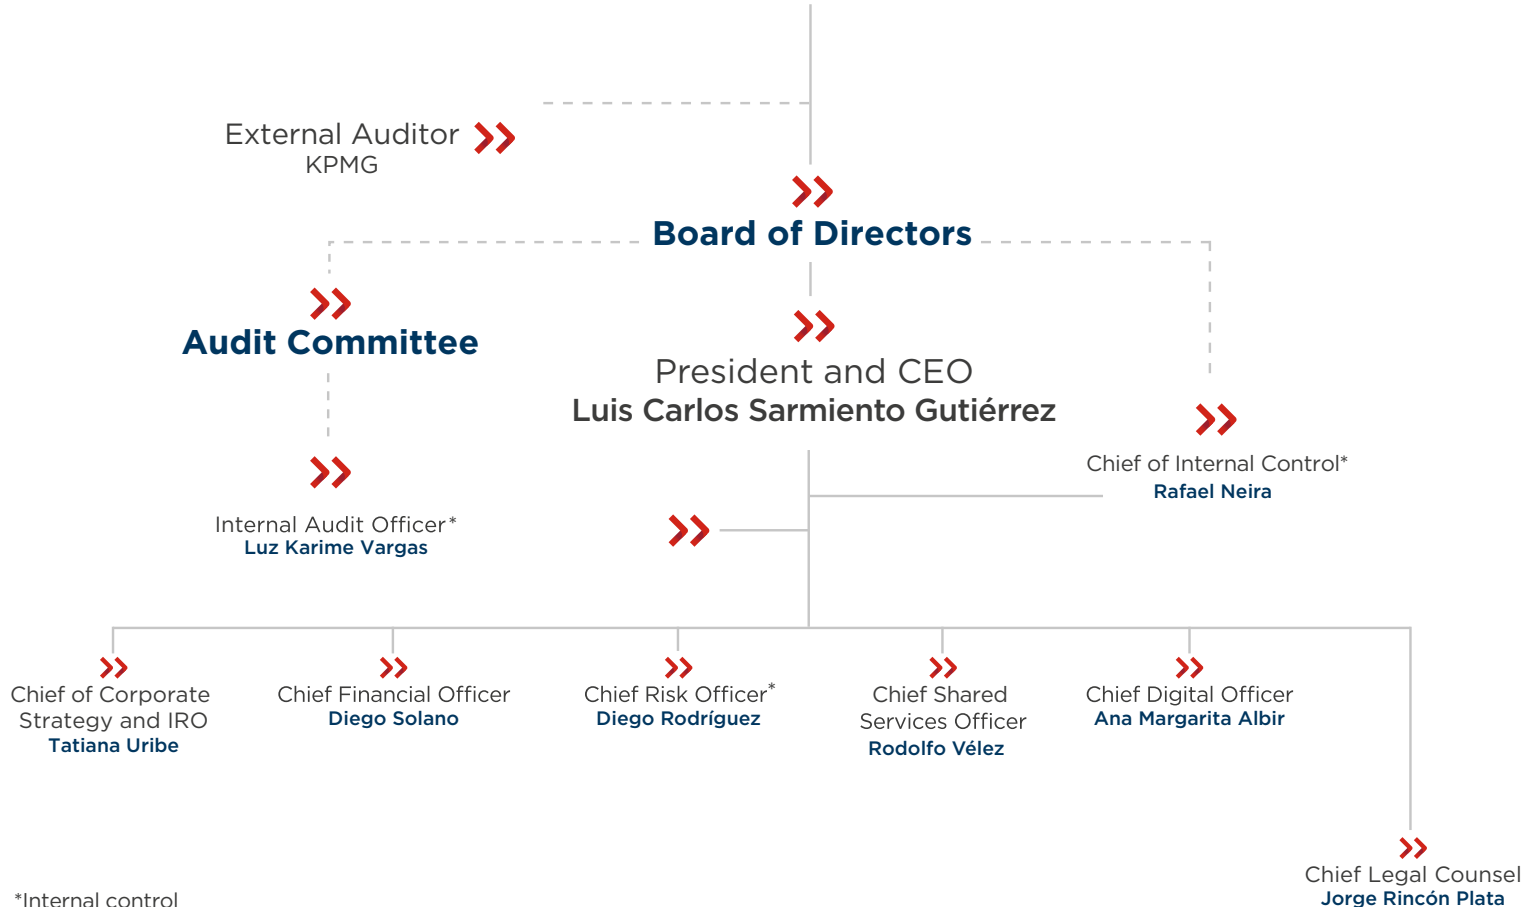 External Auditor
KPMG
Board of Directors
Audit Committee
President and CEO
Luis Carlos Sarmiento Gutiérrez
Chief of Internal Control*
Rafael Neira
Internal Audit Officer*
Luz Karime Vargas
Chief of Corporate
Strategy and IRO
Tatiana Uribe
Chief Financial Officer
Diego Solano
Chief Risk Officer*
Diego Rodríguez
Chief Shared
Services Officer
Rodolfo Vélez
Chief Digital Officer
Ana Margarita Albir
Chief Legal Counsel
Jorge Rincón Plata
*Internal control